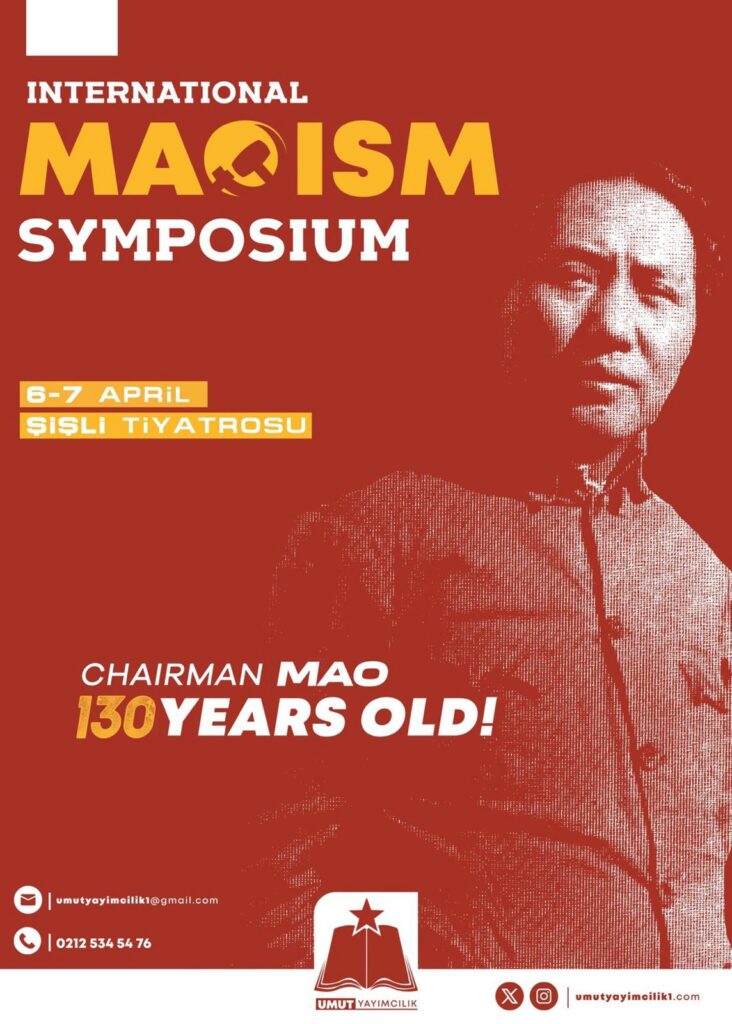 INTERNATIONAL
MAOISM
SYMPOSIUM
6-7 APRiL
ŞiŞLi TiYATROSU
CHAIRMAN MAO
130 YEARS OLD!
umutyayimcilik1@gmail.com
0212 534 54 76
UMUT YAYIMCILIK
umutyayimcilik1.com